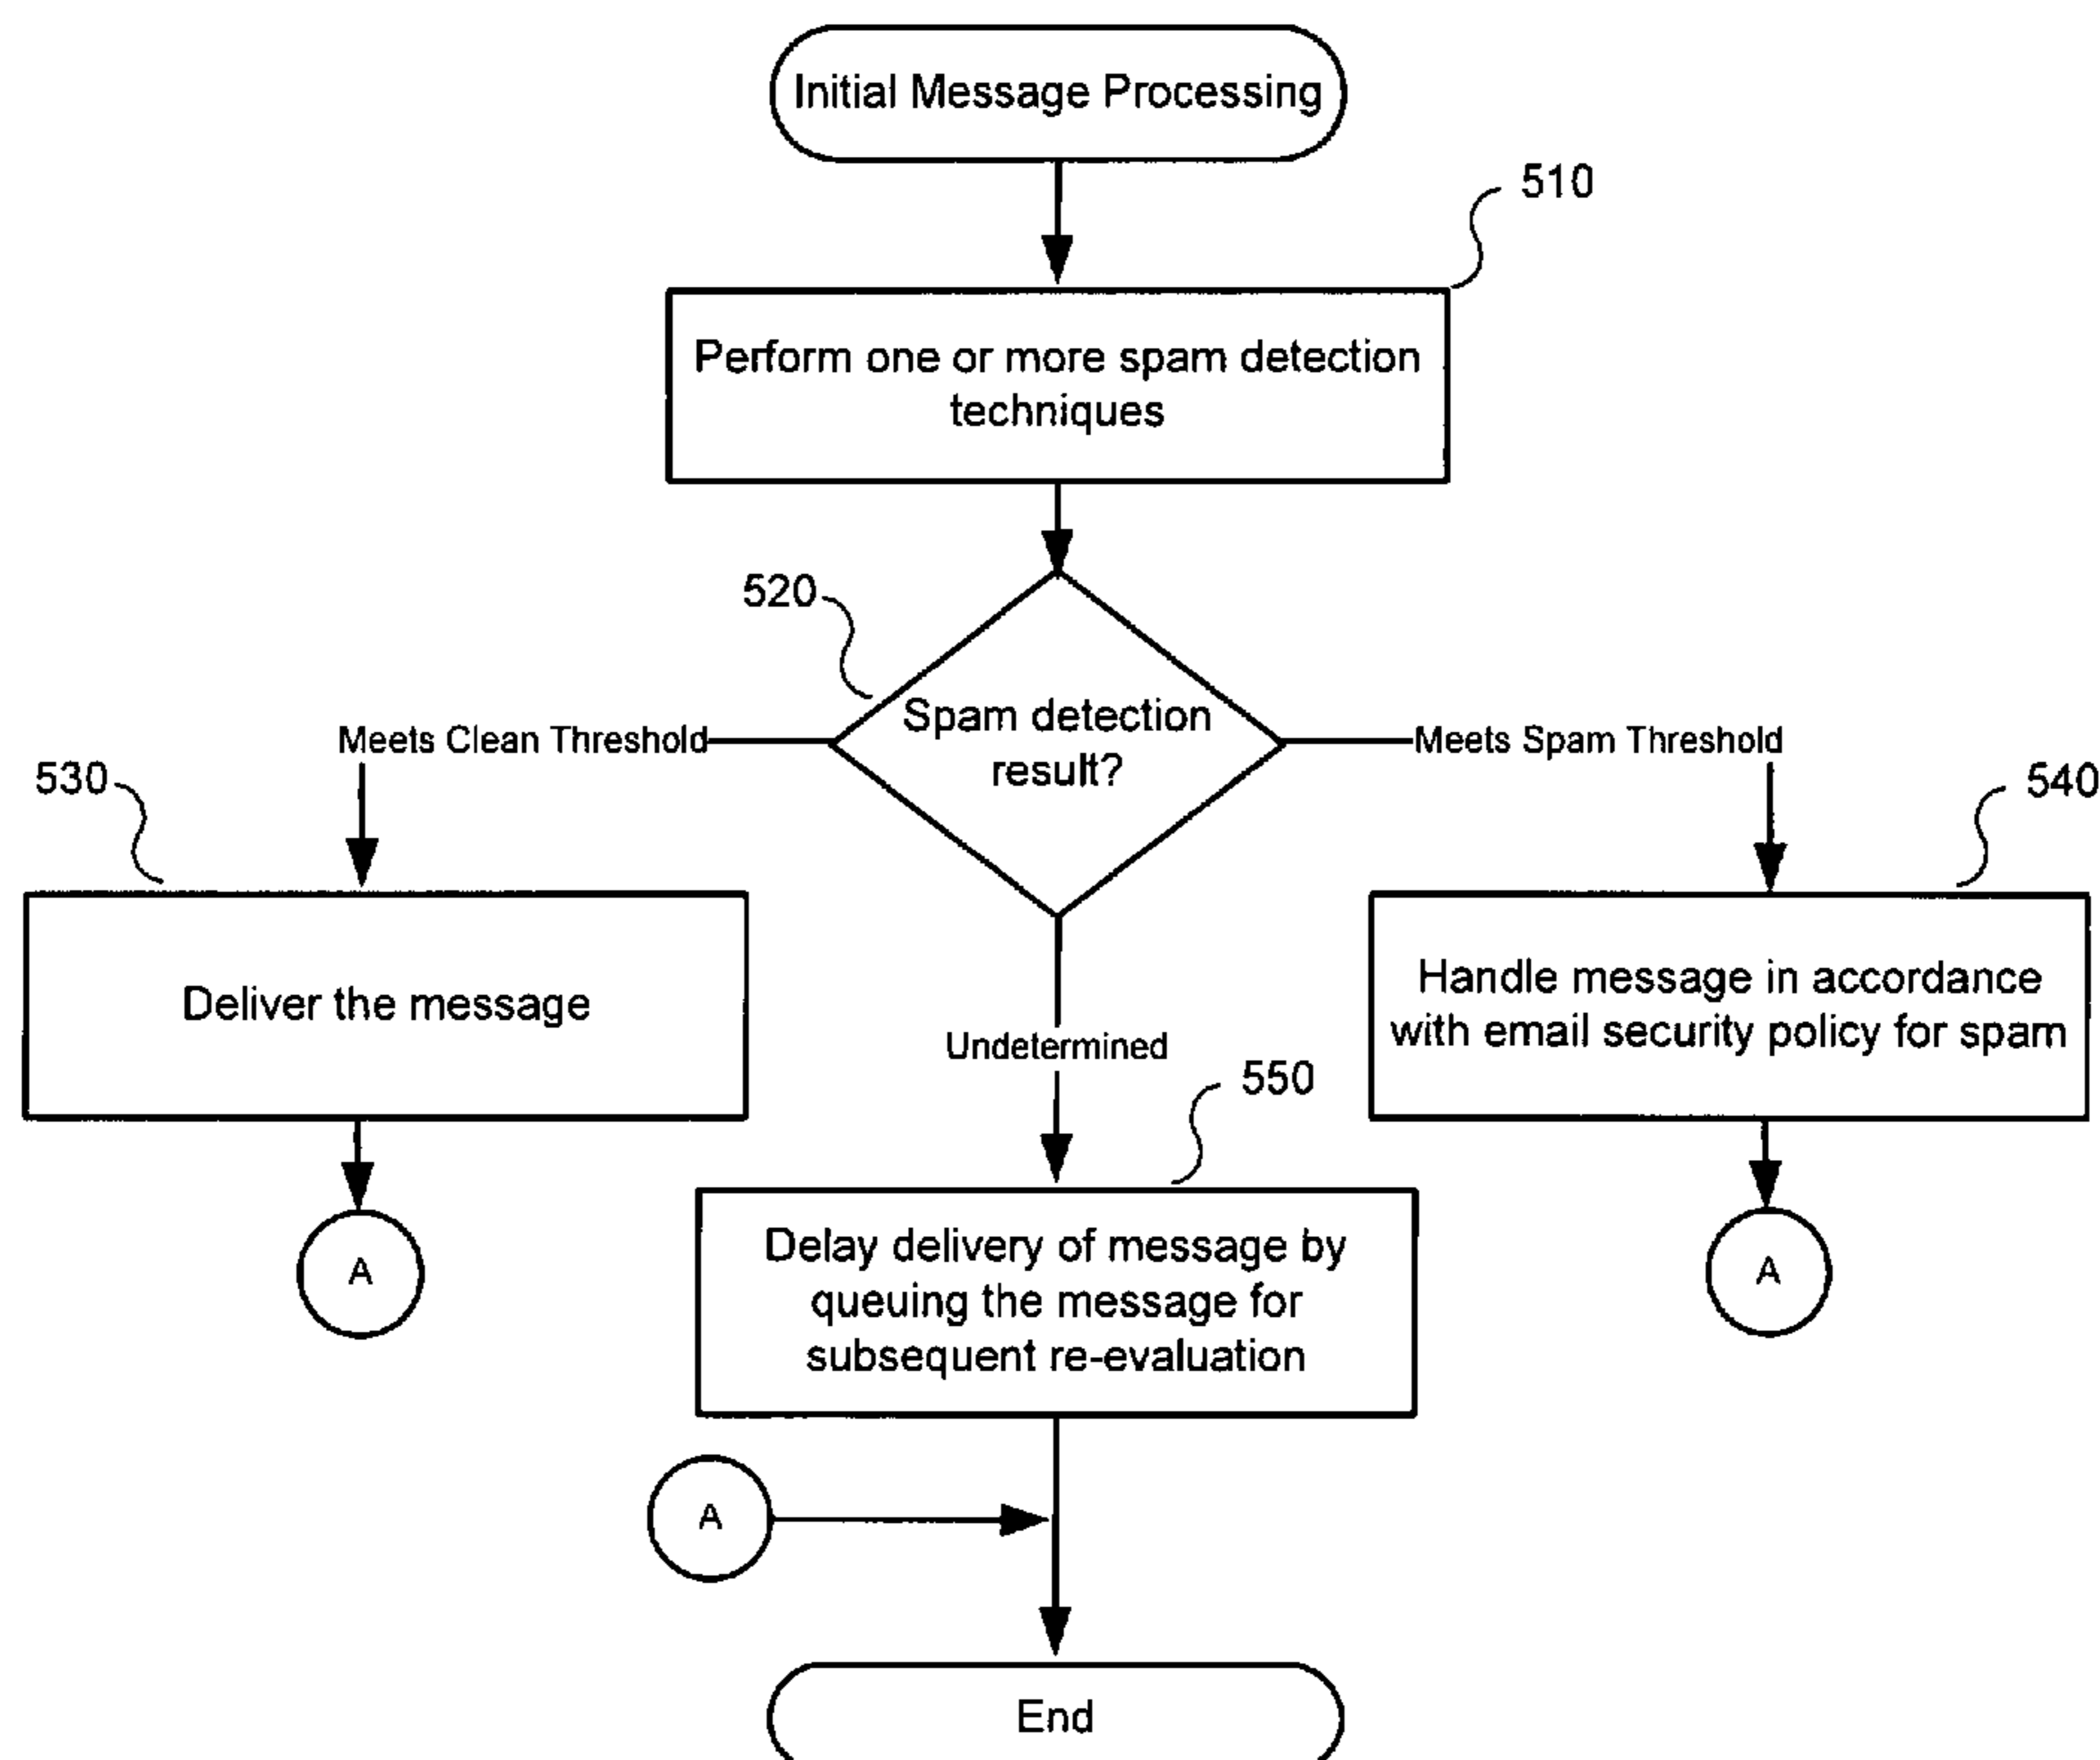 Initial Message Processing
510
Perform one or more spam detection
techniques
520
Spam detection
result?
Meets Clean Threshold
Meets Spam Threshold
530
540
Deliver the message
Handle message in accordance
with email security policy for spam
Undetermined
550
Delay delivery of message by
queuing the message for
subsequent re-evaluation
A
A
A
End